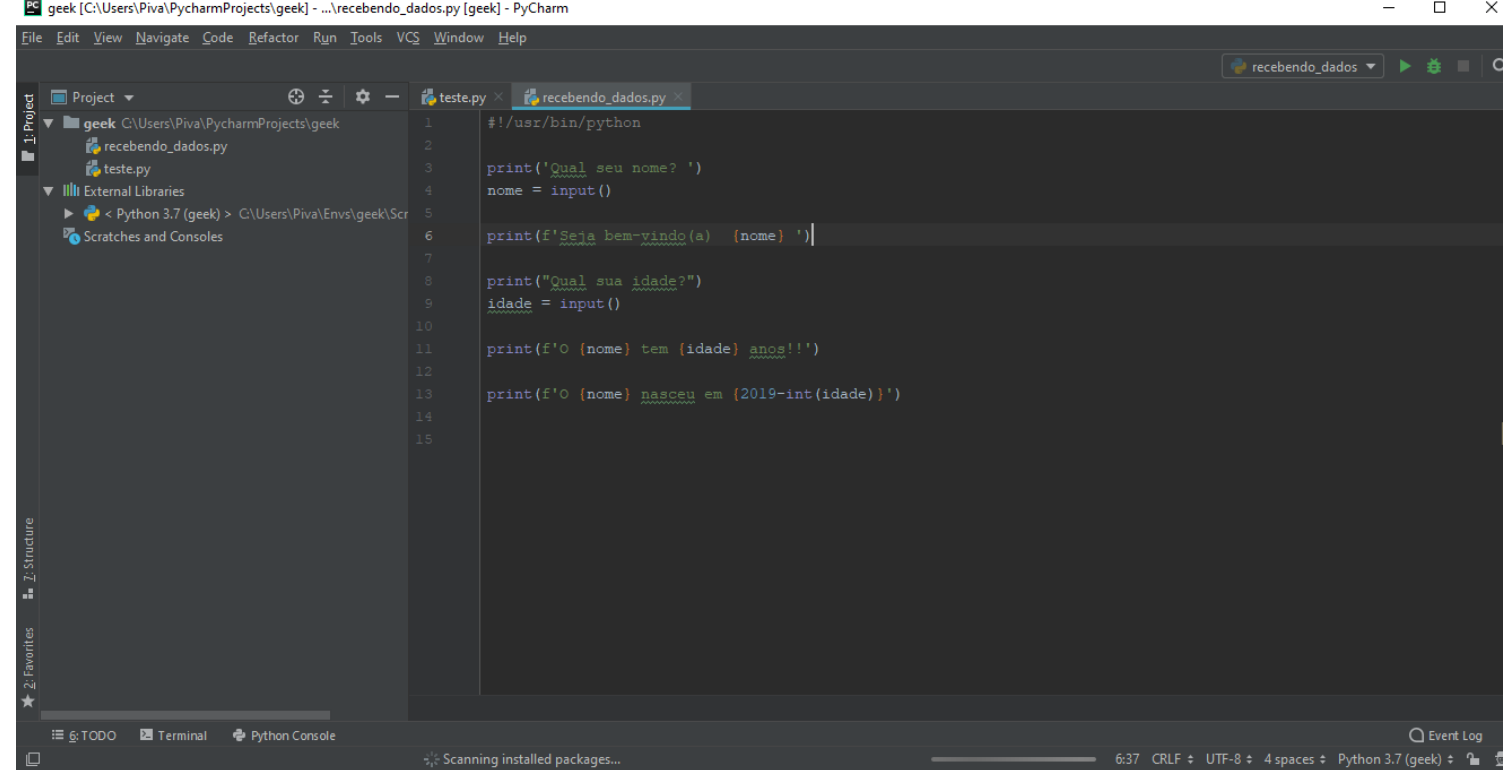 PC geek [C:\Users\Piva\PycharmProjects\geek] - ...\recebendo_dados.py [geek] - PyCharm
File Edit View Navigate Code Refactor Run Tools VCS Window Help
recebendo_dados
1: Project
Project
teste.py
recebendo_dados.py
geek C:\Users\Piva\PycharmProjects\geek
recebendo_dados.py
teste.py
External Libraries
< Python 3.7 (geek) > C:\Users\Piva\Envs\geek\Scr
Scratches and Consoles
1 #!/usr/bin/python
2
3 print('Qual seu nome? ')
4 nome = input()
5
6 print(f'Seja bem-vindo(a)  {nome} ')
7
8 print("Qual sua idade?")
9 idade = input()
10
11 print(f'O {nome} tem {idade} anos!!')
12
13 print(f'O {nome} nasceu em {2019-int(idade)}')
14
15
7: Structure
2: Favorites
6: TODO Terminal Python Console Event Log
Scanning installed packages... 6:37 CRLF UTF-8 4 spaces Python 3.7 (geek)